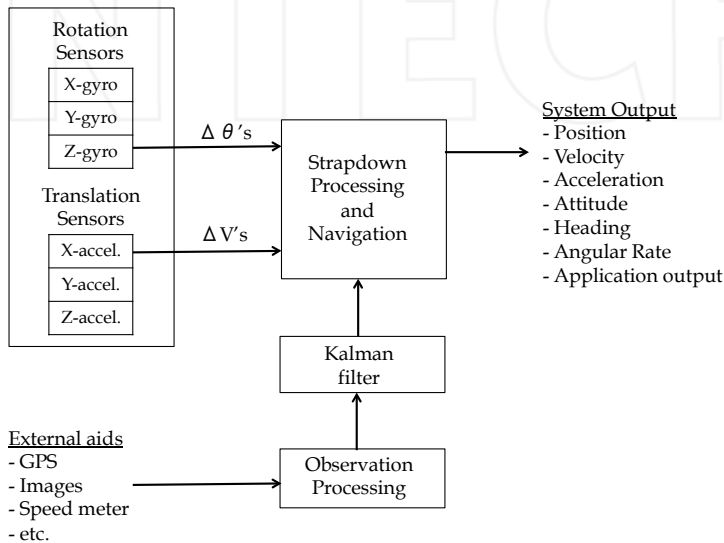 INTECH
Rotation
Sensors
X-gyro
Y-gyro
Z-gyro
Translation
Sensors
X-accel.
Y-accel.
Z-accel.
Δ θ's
Δ V's
Strapdown
Processing
and
Navigation
System Output
- Position
- Velocity
- Acceleration
- Attitude
- Heading
- Angular Rate
- Application output
Kalman
filter
External aids
- GPS
- Images
- Speed meter
- etc.
Observation
Processing